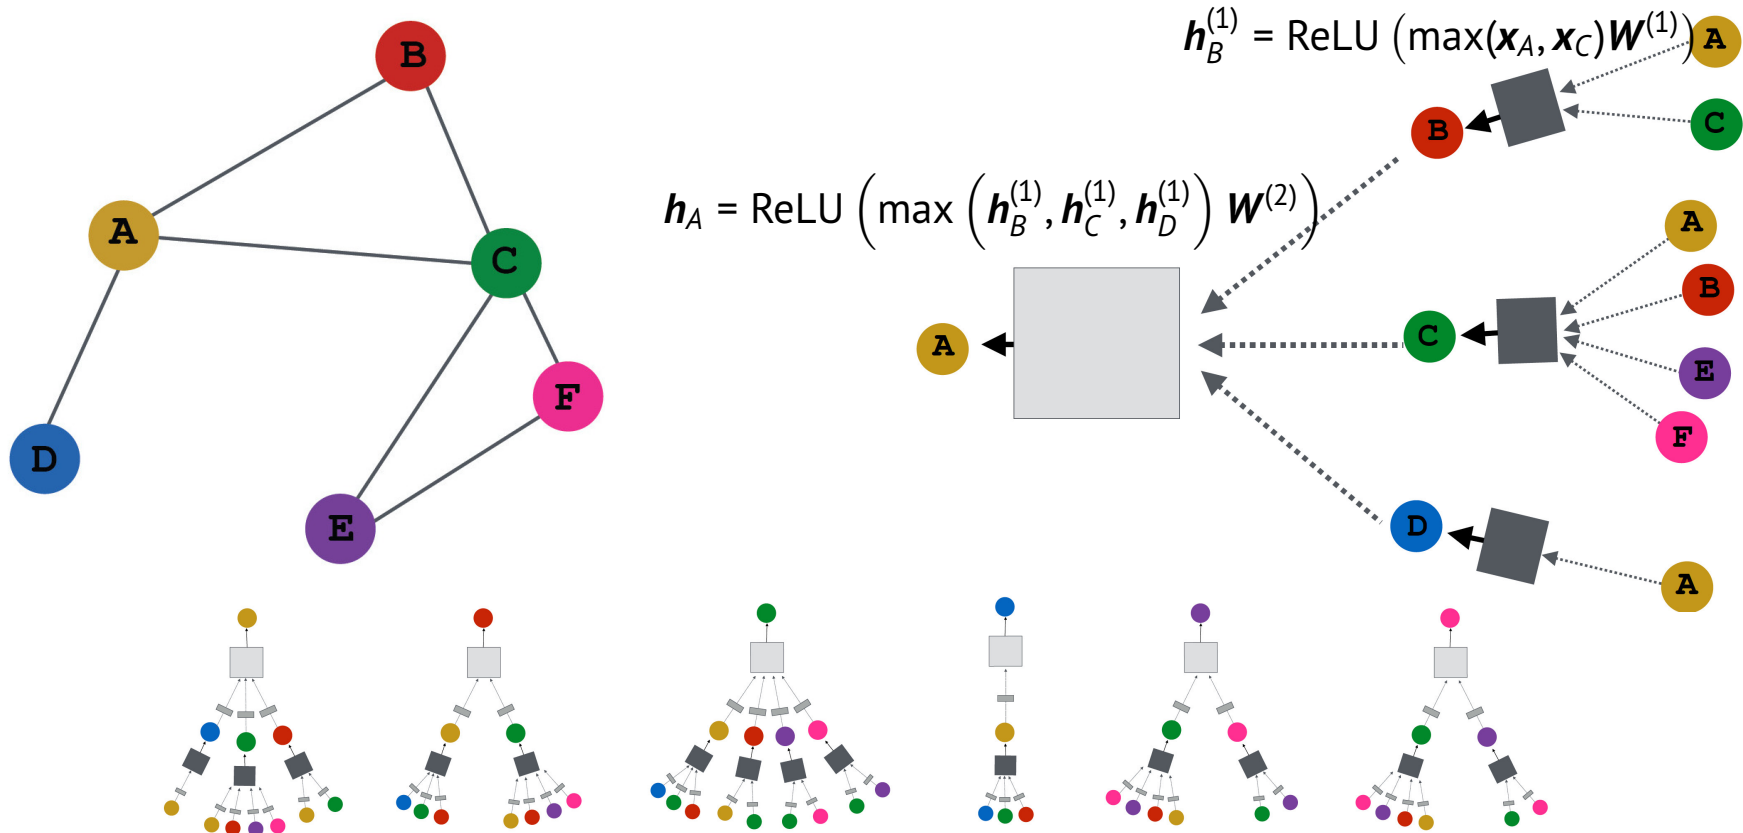 B
A
C
F
D
E
h_B^{(1)} = ReLU (max(x_A, x_C)W^{(1)})
A
C
B
h_A = ReLU (max (h_B^{(1)}, h_C^{(1)}, h_D^{(1)}) W^{(2)})
A
B
A
C
E
F
D
A